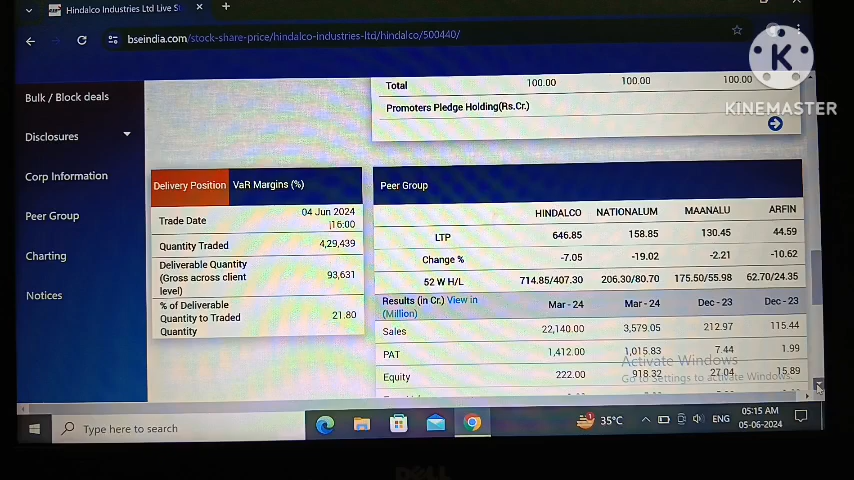 Hindalco Industries Ltd Live St
bseindia.com/stock-share-price/hindalco-industries-ltd/hindalco/500440/
K
KINEMASTER
Bulk / Block deals
Disclosures
Corp Information
Peer Group
Charting
Notices
Total 100.00 100.00 100.00
Promoters Pledge Holding(Rs.Cr.)
Delivery Position VaR Margins (%)
Trade Date 04 Jun 2024
|16:00
Quantity Traded 4,29,439
Deliverable Quantity
(Gross across client
level) 93,631
% of Deliverable
Quantity to Traded
Quantity 21.80
Peer Group
HINDALCO NATIONALUM MAANALU ARFIN
LTP 646.85 158.85 130.45 44.59
Change % -7.05 -19.02 -2.21 -10.62
52 W H/L 714.85/407.30 206.30/80.70 175.50/55.98 62.70/24.35
Results (in Cr.) View in
(Million) Mar-24 Mar-24 Dec-23 Dec-23
Sales 22,140.00 3,579.05 212.97 115.44
PAT 1,412.00 1,015.83 7.44 1.99
Equity 222.00 918.32 27.04 15.89
Activate Windows
Go to Settings to activate Windows.
Type here to search
1
35°C
ENG
05:15 AM
05-06-2024
DELL